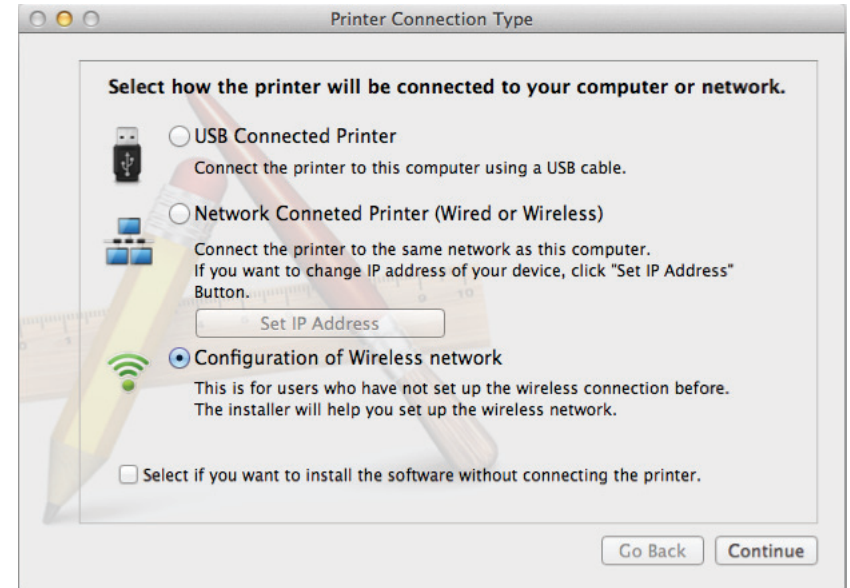 Printer Connection Type
Select how the printer will be connected to your computer or network.
USB Connected Printer
Connect the printer to this computer using a USB cable.
Network Conneted Printer (Wired or Wireless)
Connect the printer to the same network as this computer.
If you want to change IP address of your device, click "Set IP Address"
Button.
Set IP Address
Configuration of Wireless network
This is for users who have not set up the wireless connection before.
The installer will help you set up the wireless network.
Select if you want to install the software without connecting the printer.
Go Back Continue